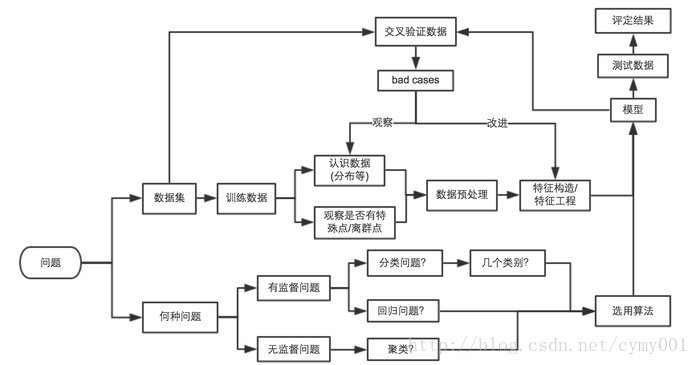 交叉验证数据
评定结果
测试数据
bad cases
模型
观察
改进
认识数据
(分布等)
数据集
训练数据
数据预处理
特征构造/
特征工程
观察是否有特
殊点/离群点
问题
分类问题?
几个类别?
有监督问题
何种问题
回归问题?
选用算法
无监督问题
聚类?
http://blog.csdn.net/cymy001